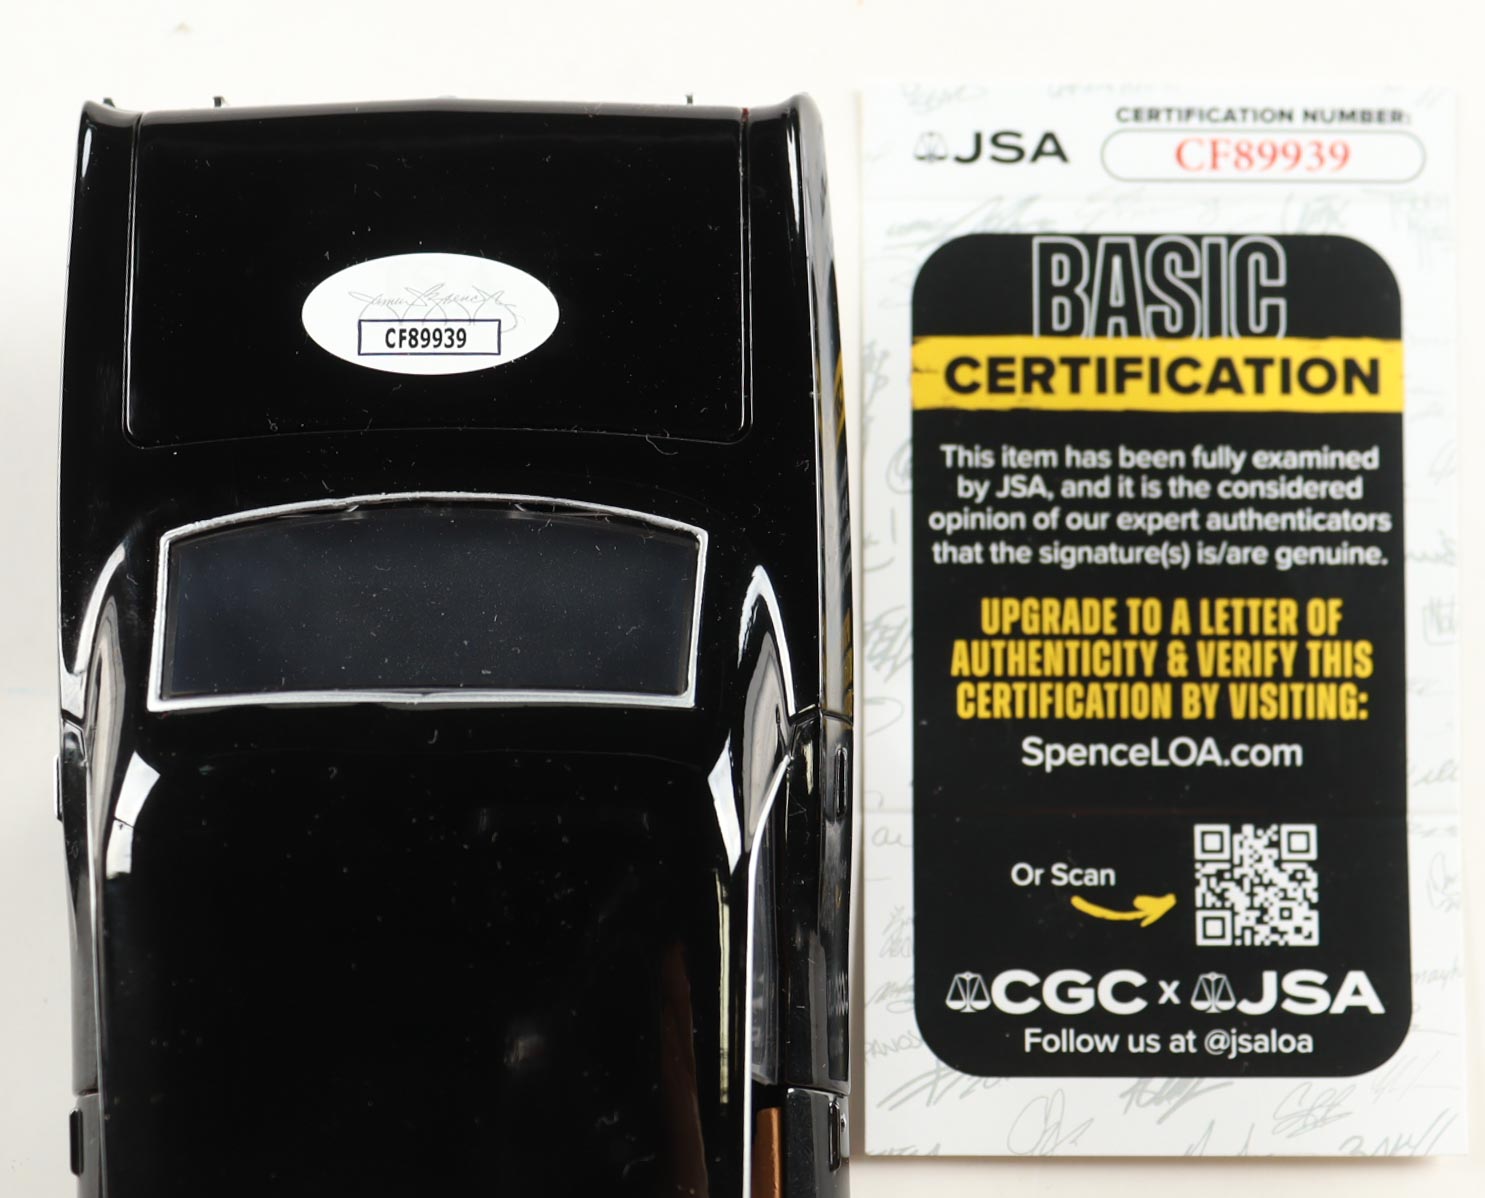 CF89939
JSA
CERTIFICATION NUMBER:
CF89939
BASIC
CERTIFICATION
This item has been fully examined
by JSA, and it is the considered
opinion of our expert authenticators
that the signature(s) is/are genuine.
UPGRADE TO A LETTER OF
AUTHENTICITY & VERIFY THIS
CERTIFICATION BY VISITING:
SpenceLOA.com
Or Scan
CGC x JSA
Follow us at @jsaloa